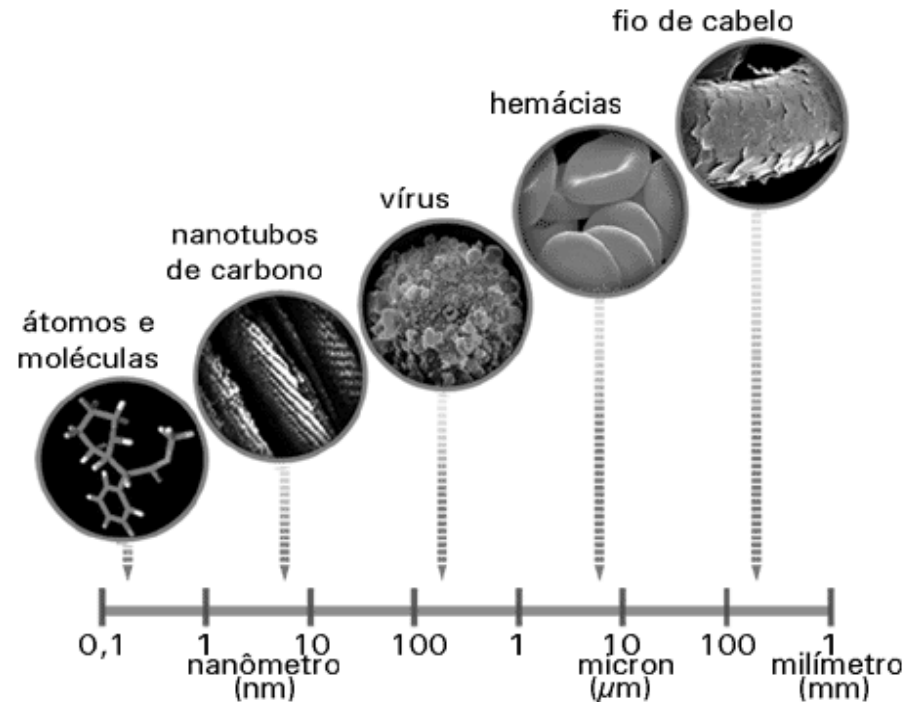 fio de cabelo
hemácias
vírus
nanotubos
de carbono
átomos e
moléculas
0,1 1 10 100 1 10 100 1
nanômetro micron milímetro
(nm) (μm) (mm)